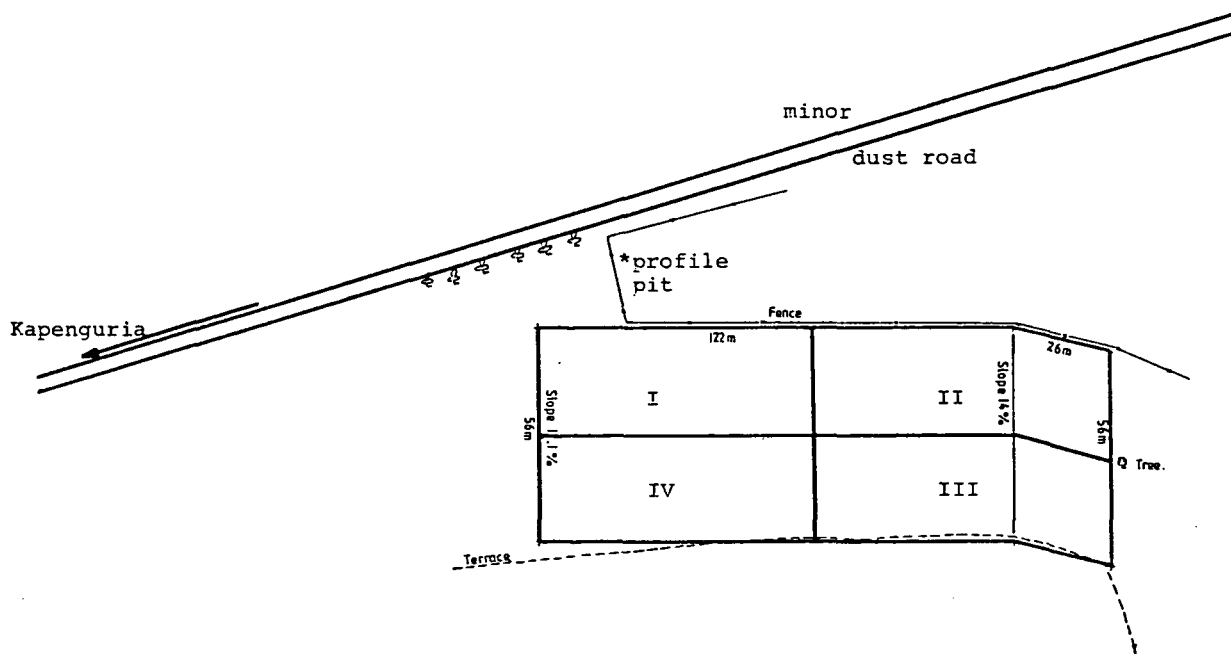 minor
dust road
*profile
pit
Kapenguria
Fence
122m
26m
I
II
Slope 14%
56m
Slope 11.1%
56m
Tree.
IV
III
Terrace